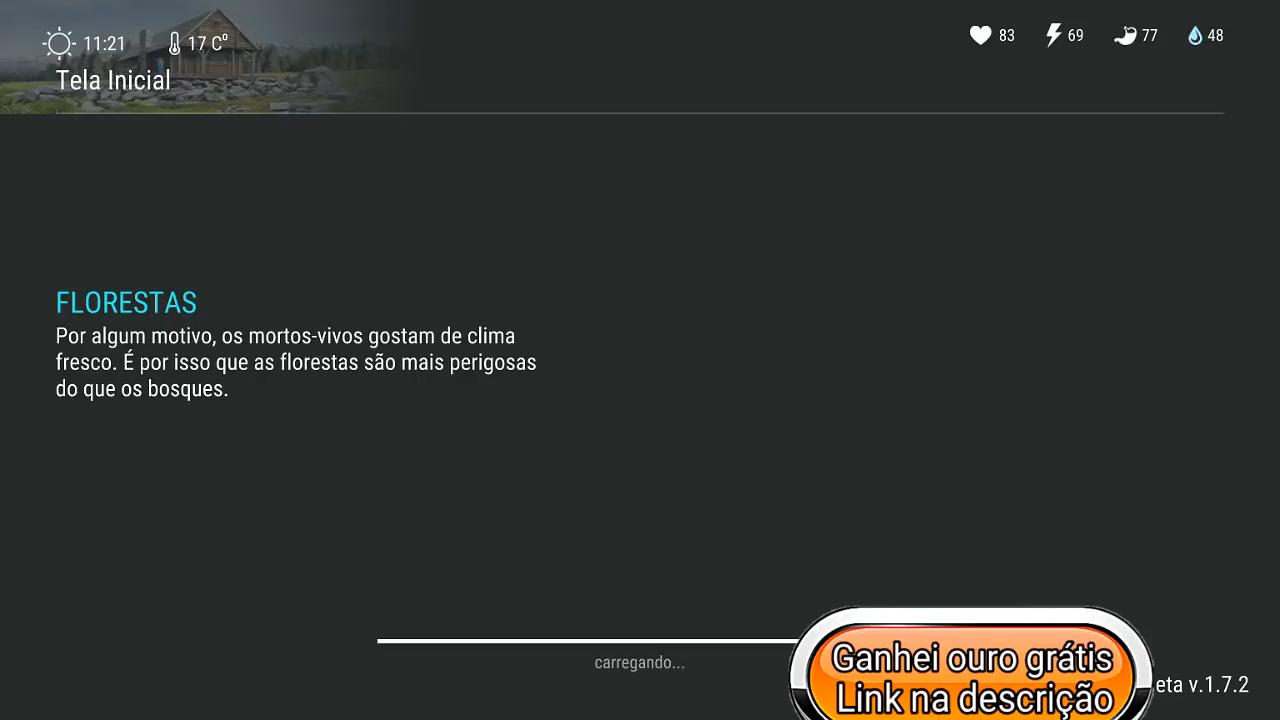 11:21 17 Cº
83 69 77 48
Tela Inicial
FLORESTAS
Por algum motivo, os mortos-vivos gostam de clima
fresco. É por isso que as florestas são mais perigosas
do que os bosques.
carregando...
Ganhei ouro grátis
Link na descrição
eta v.1.7.2